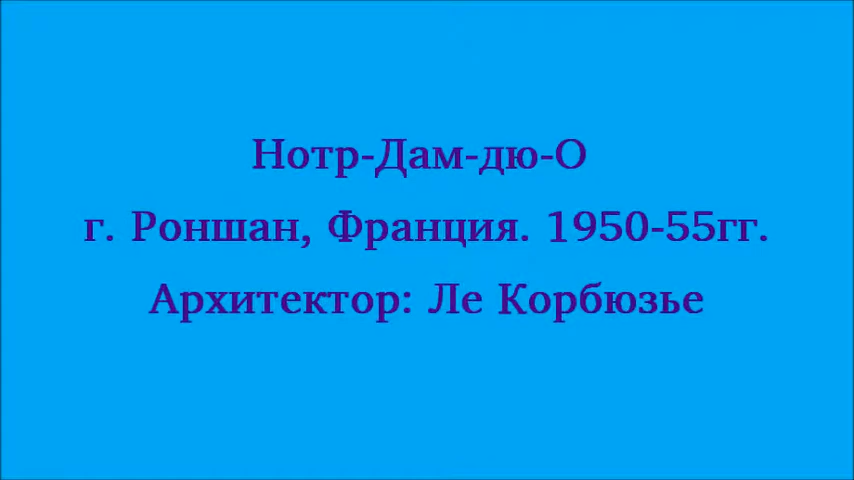 Нотр-Дам-дю-О
г. Роншан, Франция. 1950-55гг.
Архитектор: Ле Корбюзье